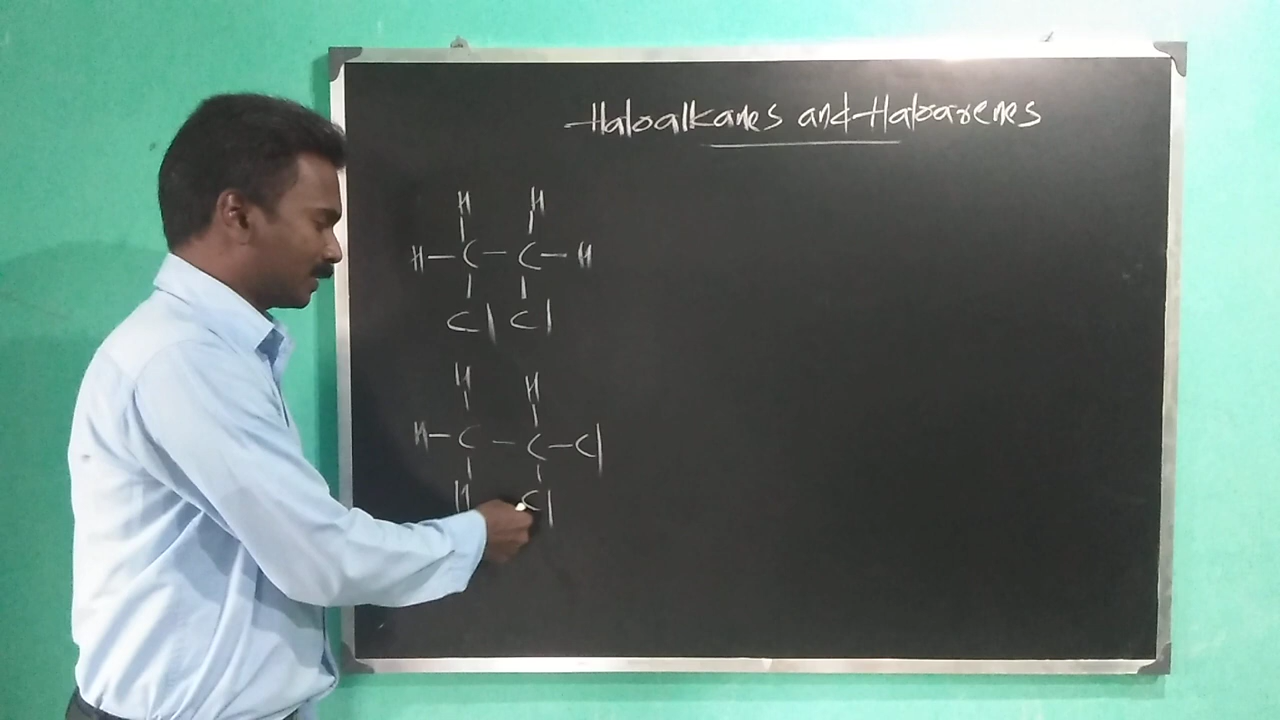 Haloalkanes and Haloarenes
H H
H-C-C-H
Cl Cl
H H
H-C-C-Cl
H Cl